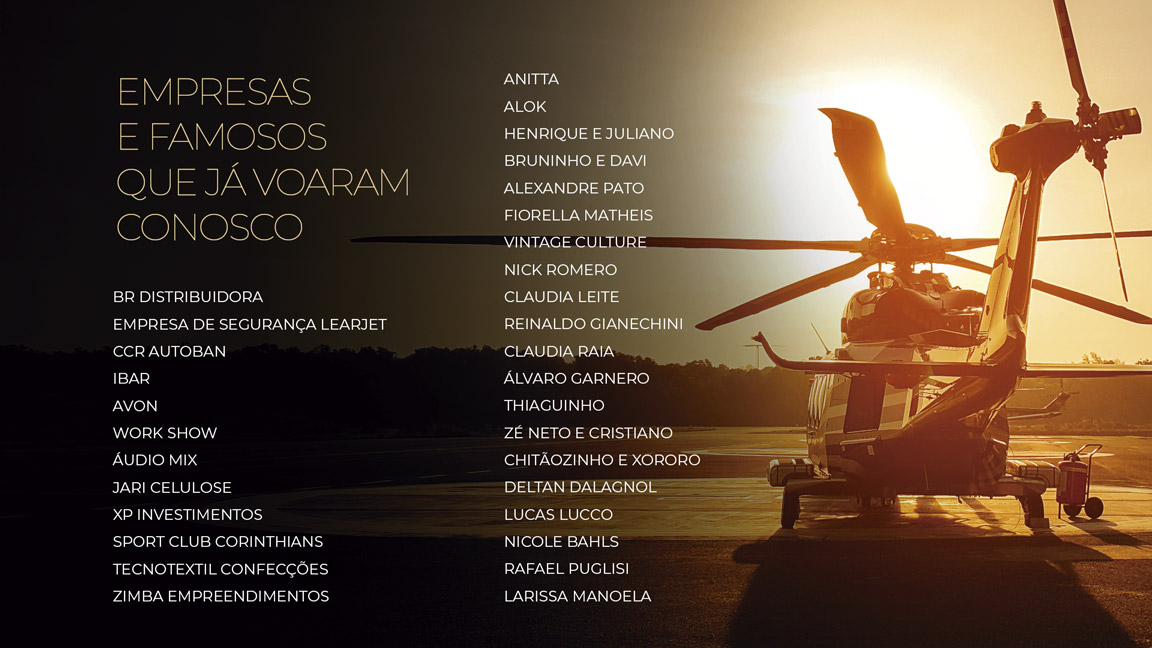 EMPRESAS
E FAMOSOS
QUE JÁ VOARAM
CONOSCO
BR DISTRIBUIDORA
EMPRESA DE SEGURANÇA LEARJET
CCR AUTOBAN
IBAR
AVON
WORK SHOW
ÁUDIO MIX
JARI CELULOSE
XP INVESTIMENTOS
SPORT CLUB CORINTHIANS
TECNOTEXTIL CONFECÇÕES
ZIMBA EMPREENDIMENTOS
ANITTA
ALOK
HENRIQUE E JULIANO
BRUNINHO E DAVI
ALEXANDRE PATO
FIORELLA MATHEIS
VINTAGE CULTURE
NICK ROMERO
CLAUDIA LEITE
REINALDO GIANECHINI
CLAUDIA RAIA
ÁLVARO GARNERO
THIAGUINHO
ZÉ NETO E CRISTIANO
CHITÃOZINHO E XORORO
DELTAN DALAGNOL
LUCAS LUCCO
NICOLE BAHLS
RAFAEL PUGLISI
LARISSA MANOELA